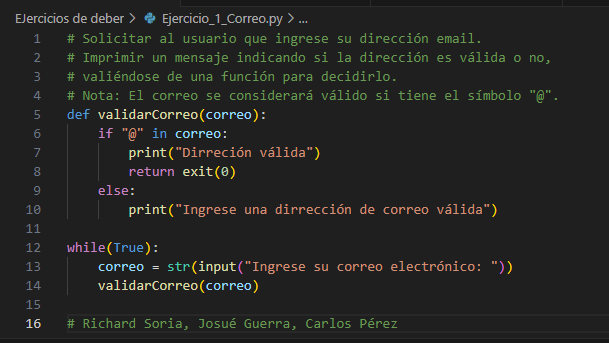 EJercicios de deber > Ejercicio_1_Correo.py > ...
1 # Solicitar al usuario que ingrese su dirección email.
2 # Imprimir un mensaje indicando si la dirección es válida o no,
3 # valiéndose de una función para decidirlo.
4 # Nota: El correo se considerará válido si tiene el símbolo "@".
5 def validarCorreo(correo):
6     if "@" in correo:
7         print("Dirreción válida")
8         return exit(0)
9     else:
10         print("Ingrese una dirrección de correo válida")
11
12 while(True):
13     correo = str(input("Ingrese su correo electrónico: "))
14     validarCorreo(correo)
15
16 # Richard Soria, Josué Guerra, Carlos Pérez